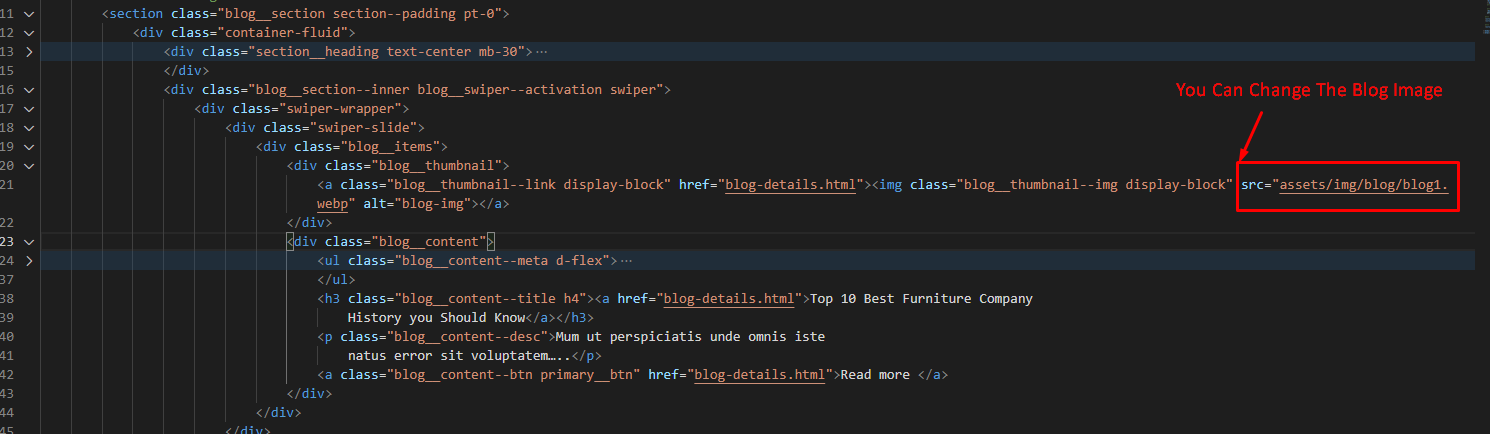 11 <section class="blog__section section--padding pt-0">
12 <div class="container-fluid">
13 <div class="section__heading text-center mb-30">…
15 </div>
16 <div class="blog__section--inner blog__swiper--activation swiper">
You Can Change The Blog Image
17 <div class="swiper-wrapper">
18 <div class="swiper-slide">
19 <div class="blog__items">
20 <div class="blog__thumbnail">
21 <a class="blog__thumbnail--link display-block" href="blog-details.html"><img class="blog__thumbnail--img display-block" src="assets/img/blog/blog1.
webp" alt="blog-img"></a>
22 </div>
23 <div class="blog__content">
24 <ul class="blog__content--meta d-flex">…
37 </ul>
38 <h3 class="blog__content--title h4"><a href="blog-details.html">Top 10 Best Furniture Company
39 History you Should Know</a></h3>
40 <p class="blog__content--desc">Mum ut perspiciatis unde omnis iste
41 natus error sit voluptatem…..</p>
42 <a class="blog__content--btn primary__btn" href="blog-details.html">Read more </a>
43 </div>
44 </div>
45 </div>